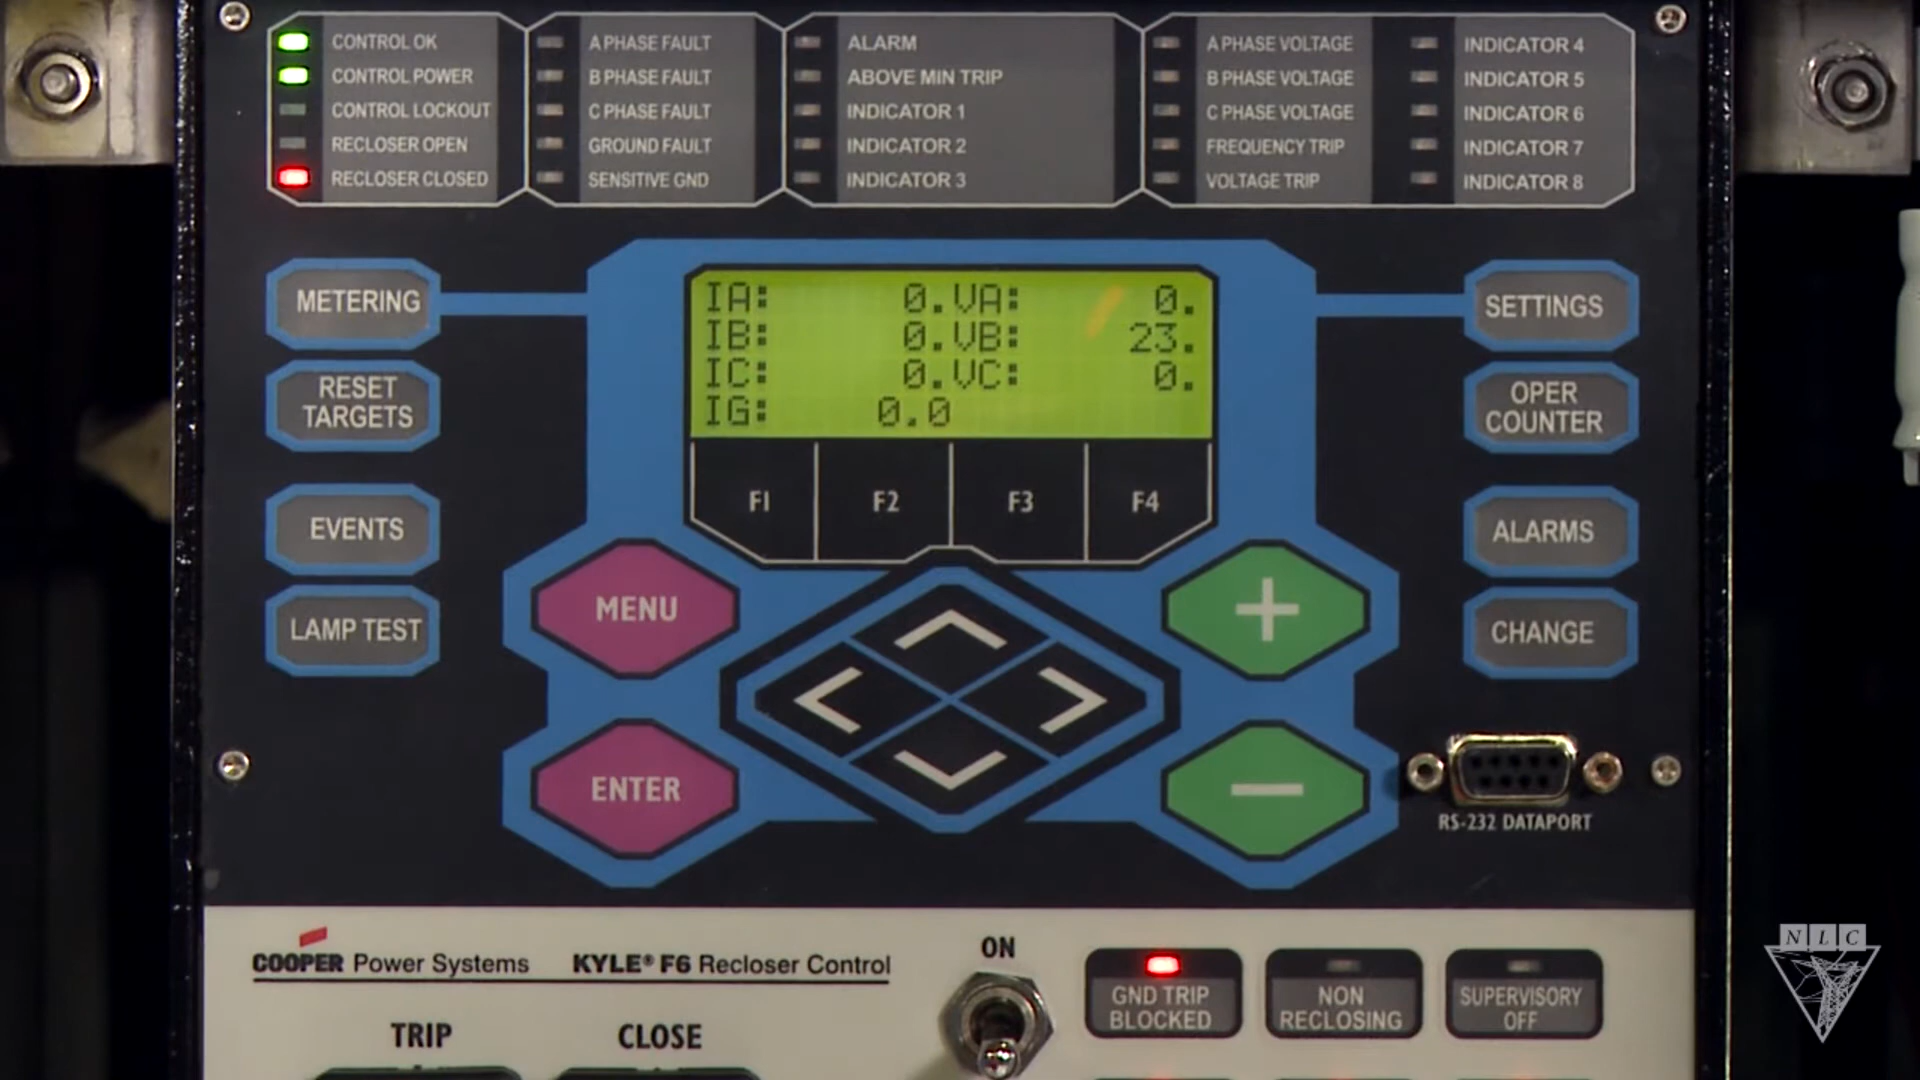 CONTROL OK
CONTROL POWER
CONTROL LOCKOUT
RECLOSER OPEN
RECLOSER CLOSED
A PHASE FAULT
B PHASE FAULT
C PHASE FAULT
GROUND FAULT
SENSITIVE GND
ALARM
ABOVE MIN TRIP
INDICATOR 1
INDICATOR 2
INDICATOR 3
A PHASE VOLTAGE
B PHASE VOLTAGE
C PHASE VOLTAGE
FREQUENCY TRIP
VOLTAGE TRIP
INDICATOR 4
INDICATOR 5
INDICATOR 6
INDICATOR 7
INDICATOR 8
METERING
RESET
TARGETS
EVENTS
LAMP TEST
IA: 0. VA: 0.
IB: 0. VB: 23.
IC: 0. VC: 0.
IG: 0.0
F1 F2 F3 F4
MENU
ENTER
SETTINGS
OPER
COUNTER
ALARMS
CHANGE
RS-232 DATAPORT
COOPER Power Systems KYLE® F6 Recloser Control
TRIP CLOSE
ON
GND TRIP
BLOCKED
NON
RECLOSING
SUPERVISORY
OFF
NLC